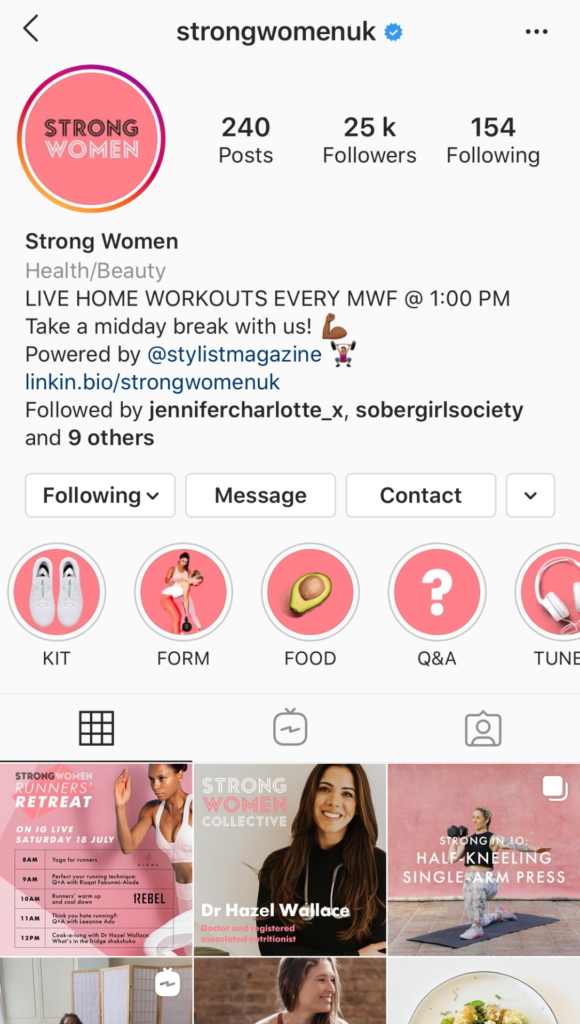 strongwomenuk
STRONG
WOMEN
240
Posts
25 k
Followers
154
Following
Strong Women
Health/Beauty
LIVE HOME WORKOUTS EVERY MWF @ 1:00 PM
Take a midday break with us!
Powered by @stylistmagazine
linkin.bio/strongwomenuk
Followed by jennifercharlotte_x, sobergirlsociety
and 9 others
Following
Message
Contact
KIT
FORM
FOOD
?
Q&A
TUNE
STRONGWOMEN
RUNNERS'
RETREAT
ON IG LIVE
SATURDAY 18 JULY
8AM Yoga for runners
9AM Perfect your running technique:
Q+A with Risqat Fabunmi-Alade
10AM Runners' warm up
and cool down
REBEL
11AM Think you hate running?:
Q+A with Leeanne Adu
12PM Cook-a-long with Dr Hazel Wallace:
What's in the fridge shakshuka
STRONG
WOMEN
COLLECTIVE
Dr Hazel Wallace
Doctor and registered
associated nutritionist
STRONG IN 10:
HALF-KNEELING
SINGLE-ARM PRESS